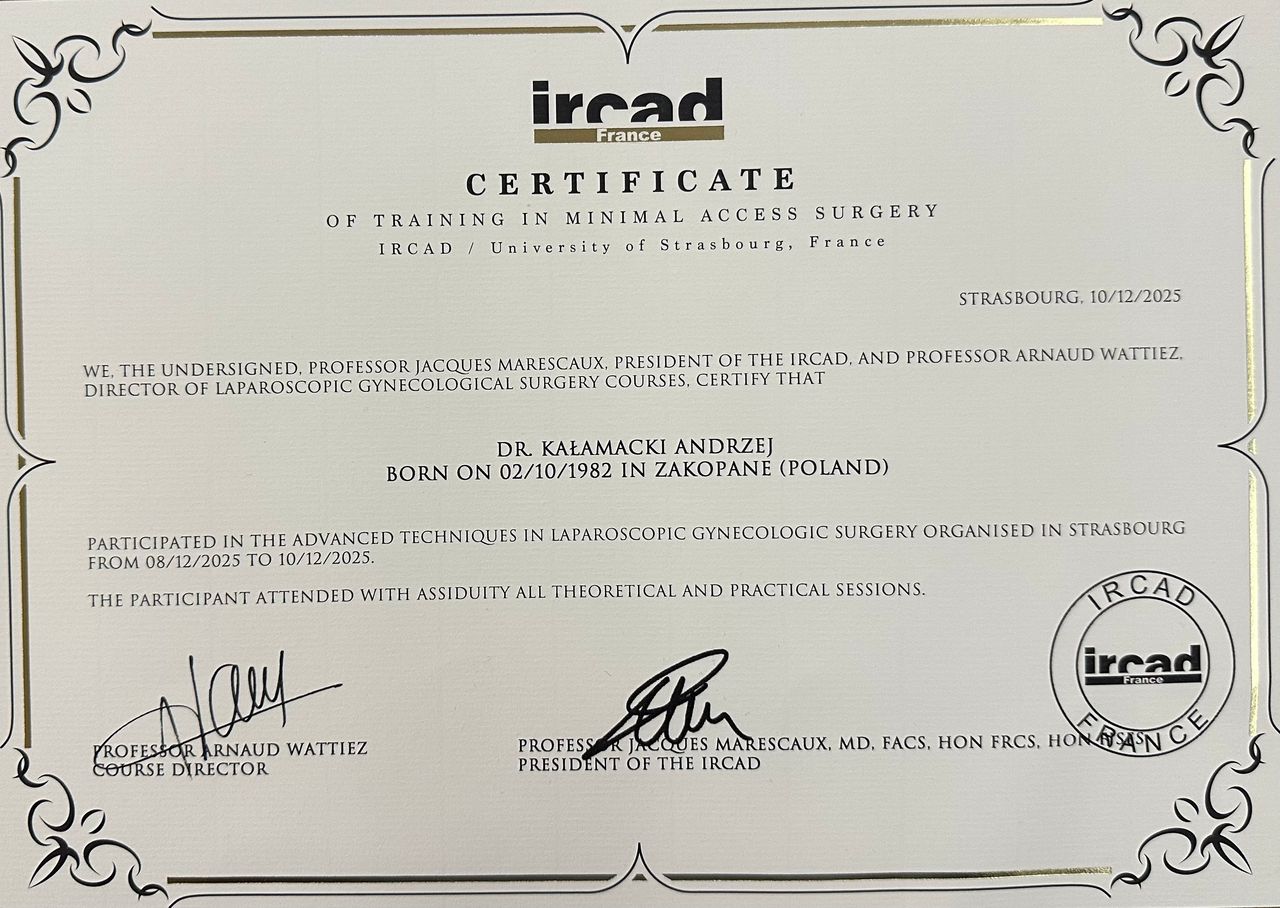 ircad
France
CERTIFICATE
OF TRAINING IN MINIMAL ACCESS SURGERY
IRCAD / University of Strasbourg, France
STRASBOURG, 10/12/2025
WE, THE UNDERSIGNED, PROFESSOR JACQUES MARESCAUX, PRESIDENT OF THE IRCAD, AND PROFESSOR ARNAUD WATTIEZ,
DIRECTOR OF LAPAROSCOPIC GYNECOLOGICAL SURGERY COURSES, CERTIFY THAT
DR. KAŁAMACKI ANDRZEJ
BORN ON 02/10/1982 IN ZAKOPANE (POLAND)
PARTICIPATED IN THE ADVANCED TECHNIQUES IN LAPAROSCOPIC GYNECOLOGIC SURGERY ORGANISED IN STRASBOURG
FROM 08/12/2025 TO 10/12/2025.
THE PARTICIPANT ATTENDED WITH ASSIDUITY ALL THEORETICAL AND PRACTICAL SESSIONS.
PROFESSOR ARNAUD WATTIEZ
COURSE DIRECTOR
PROFESSOR JACQUES MARESCAUX, MD, FACS, HON FRCS, HON
PRESIDENT OF THE IRCAD
IRCAD
ircad
France
FRANCE